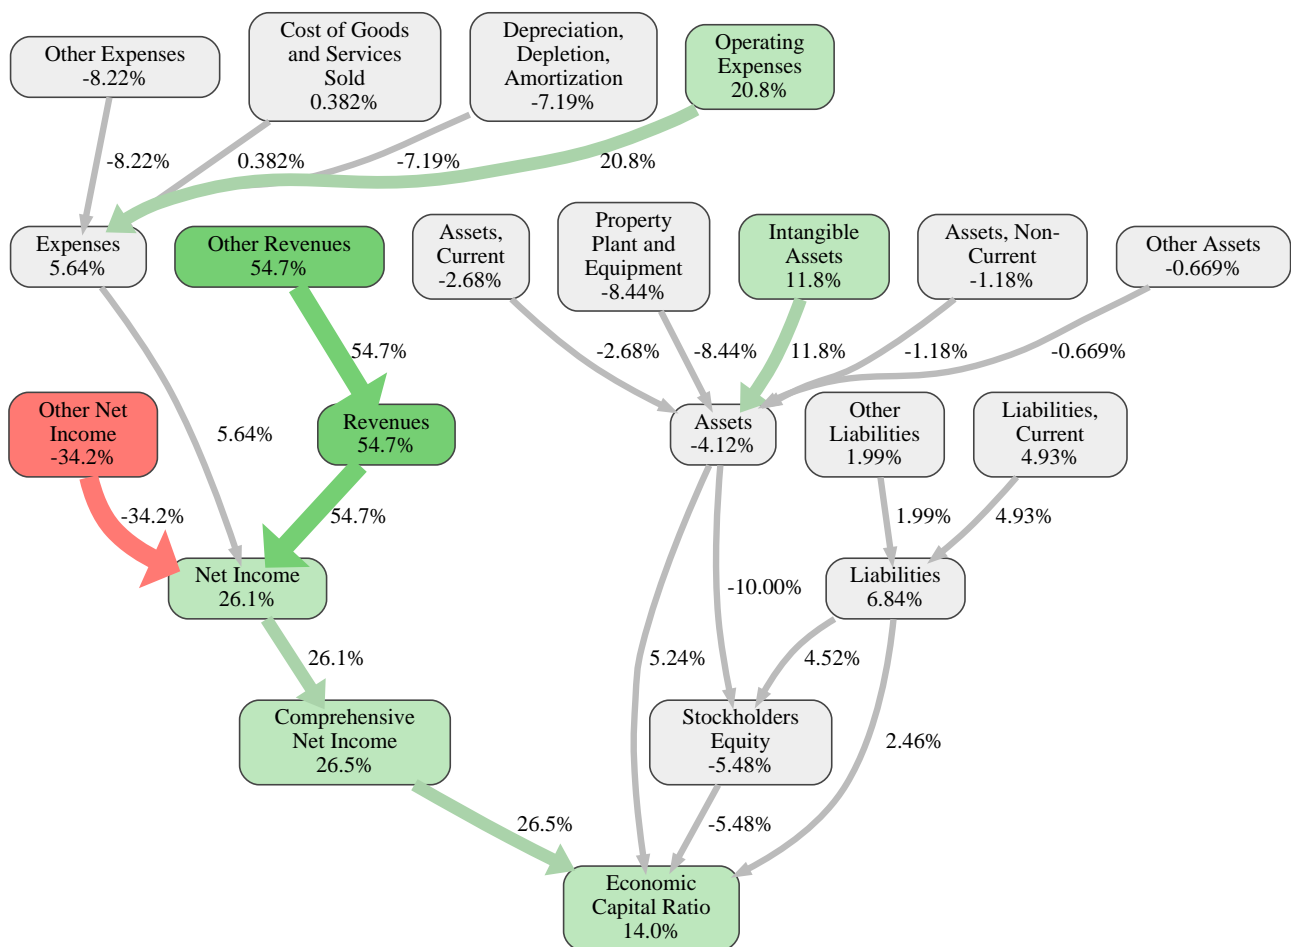 Other Expenses
-8.22%
Cost of Goods
and Services
Sold
0.382%
Depreciation,
Depletion,
Amortization
-7.19%
Operating
Expenses
20.8%
-8.22%
0.382%
-7.19%
20.8%
Expenses
5.64%
Other Revenues
54.7%
Assets,
Current
-2.68%
Property
Plant and
Equipment
-8.44%
Intangible
Assets
11.8%
Assets, Non-
Current
-1.18%
Other Assets
-0.669%
54.7%
-2.68%
-8.44%
11.8%
-1.18%
-0.669%
Other Net
Income
-34.2%
5.64%
Revenues
54.7%
Assets
-4.12%
Other
Liabilities
1.99%
Liabilities,
Current
4.93%
-34.2%
54.7%
1.99%
4.93%
Net Income
26.1%
-10.00%
Liabilities
6.84%
26.1%
5.24%
4.52%
Comprehensive
Net Income
26.5%
Stockholders
Equity
-5.48%
2.46%
26.5%
-5.48%
Economic
Capital Ratio
14.0%